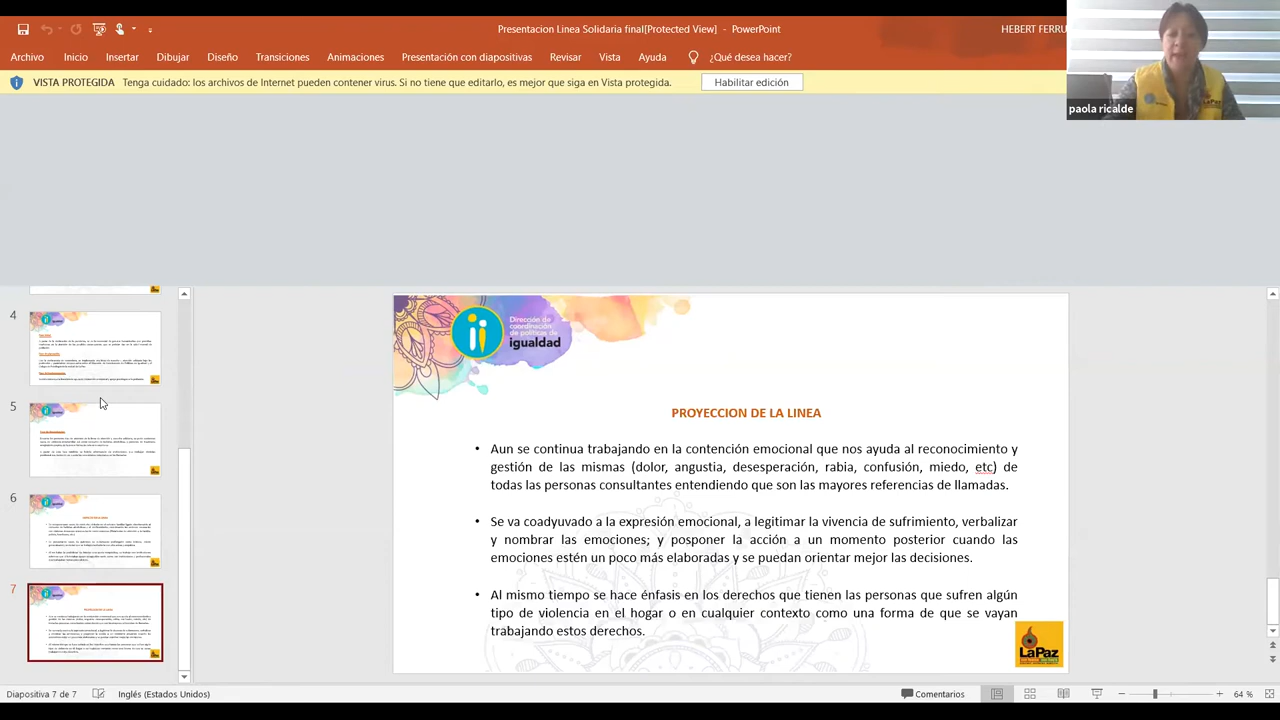 Presentacion Linea Solidaria final[Protected View] - PowerPoint
HEBERT FERRU
Archivo Inicio Insertar Dibujar Diseño Transiciones Animaciones Presentación con diapositivas Revisar Vista Ayuda ¿Qué desea hacer?
VISTA PROTEGIDA Tenga cuidado: los archivos de Internet pueden contener virus. Si no tiene que editarlo, es mejor que siga en Vista protegida. Habilitar edición
LaPaz
paola ricalde
4
5
6
7
Dirección de
coordinación
de políticas de
igualdad
PROYECCION DE LA LINEA
• Aun se continua trabajando en la contención emocional que nos ayuda al reconocimiento y
gestión de las mismas (dolor, angustia, desesperación, rabia, confusión, miedo, etc) de
todas las personas consultantes entendiendo que son las mayores referencias de llamadas.
Se va coadyuvado a la expresión emocional, a
de sufrimiento, verbalizar
y nombrar las emociones; y posponer la acción a un momento posterior cuando las
emociones estén un poco más elaboradas y se puedan orientar mejor las decisiones.
• Al mismo tiempo se hace énfasis en los derechos que tienen las personas que sufren algún
tipo de violencia en el hogar o en cualquier contexto como una forma de que se vayan
trabajando estos derechos.
LaPaz
Diapositiva 7 de 7 Inglés (Estados Unidos) Comentarios 64 %